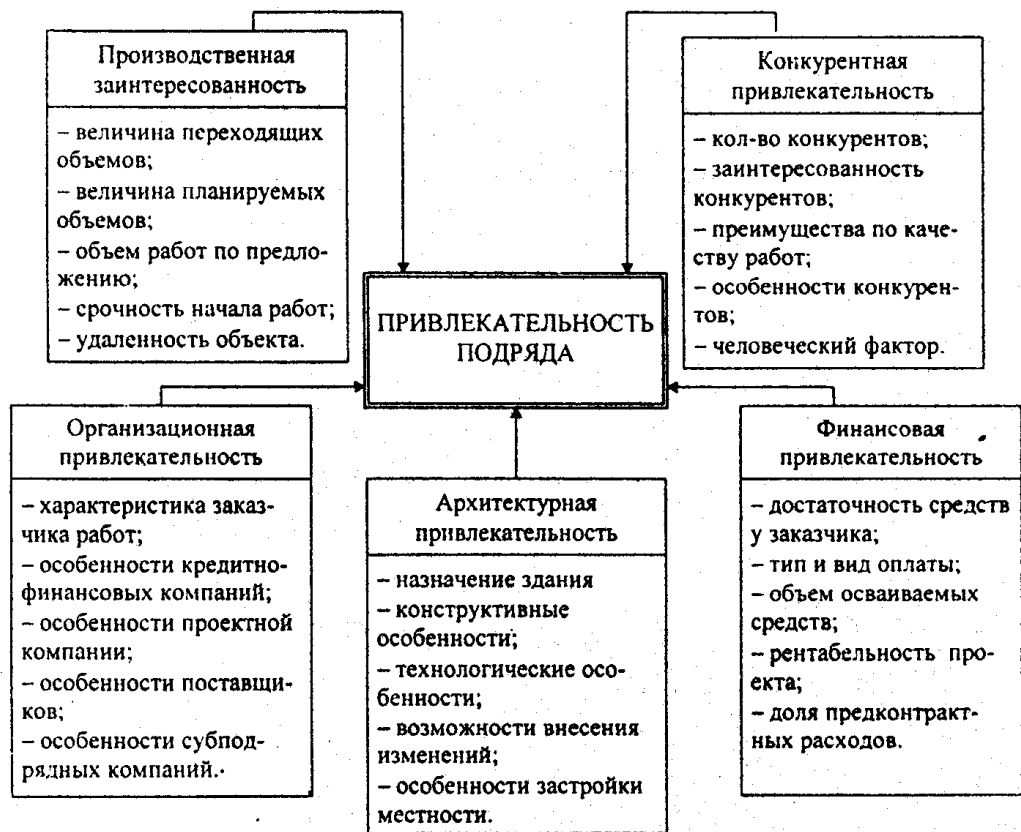 Производственная
заинтересованность
– величина переходящих
объемов;
– величина планируемых
объемов;
– объем работ по предло-
жению;
– срочность начала работ;
– удаленность объекта.
Конкурентная
привлекательность
– кол-во конкурентов;
– заинтересованность
конкурентов;
– преимущества по каче-
ству работ;
– особенности конкурен-
тов;
– человеческий фактор.
ПРИВЛЕКАТЕЛЬНОСТЬ
ПОДРЯДА
Организационная
привлекательность
– характеристика заказ-
чика работ;
– особенности кредитно-
финансовых компаний;
– особенности проектной
компании;
– особенности поставщи-
ков;
– особенности субпод-
рядных компаний.
Архитектурная
привлекательность
– назначение здания
– конструктивные
особенности;
– технологические осо-
бенности;
– возможности внесения
изменений;
– особенности застройки
местности.
Финансовая
привлекательность
– достаточность средств
у заказчика;
– тип и вид оплаты;
– объем осваиваемых
средств;
– рентабельность про-
екта;
– доля предконтракт-
ных расходов.